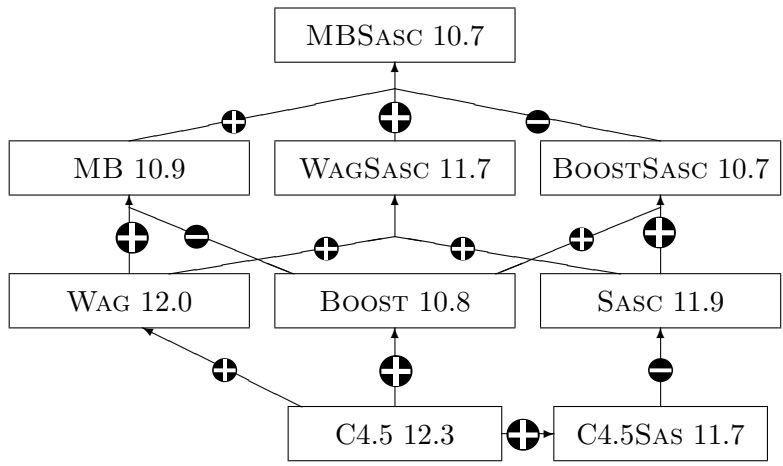 MBSASC 10.7
MB 10.9
WAGSASC 11.7
BOOSTSASC 10.7
WAG 12.0
BOOST 10.8
SASC 11.9
C4.5 12.3
C4.5SAS 11.7